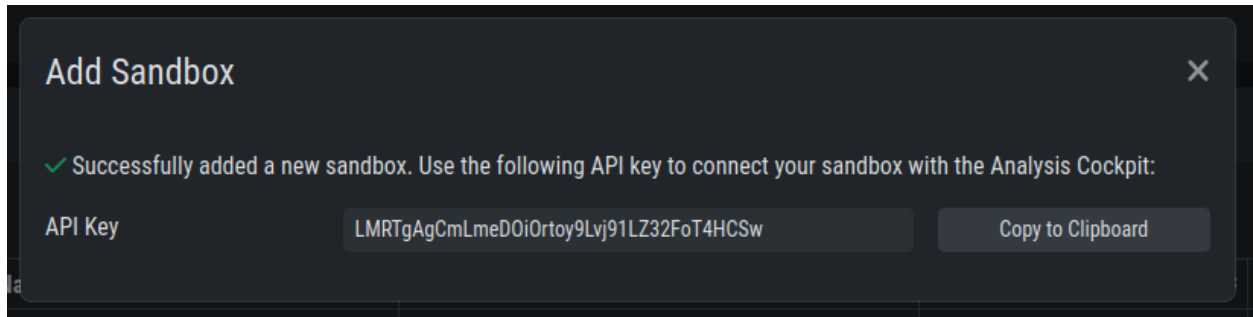 Add Sandbox
Successfully added a new sandbox. Use the following API key to connect your sandbox with the Analysis Cockpit:
API Key
LMRTgAgCmLmeDOiOrtoy9Lvj91LZ32FoT4HCSw
Copy to Clipboard